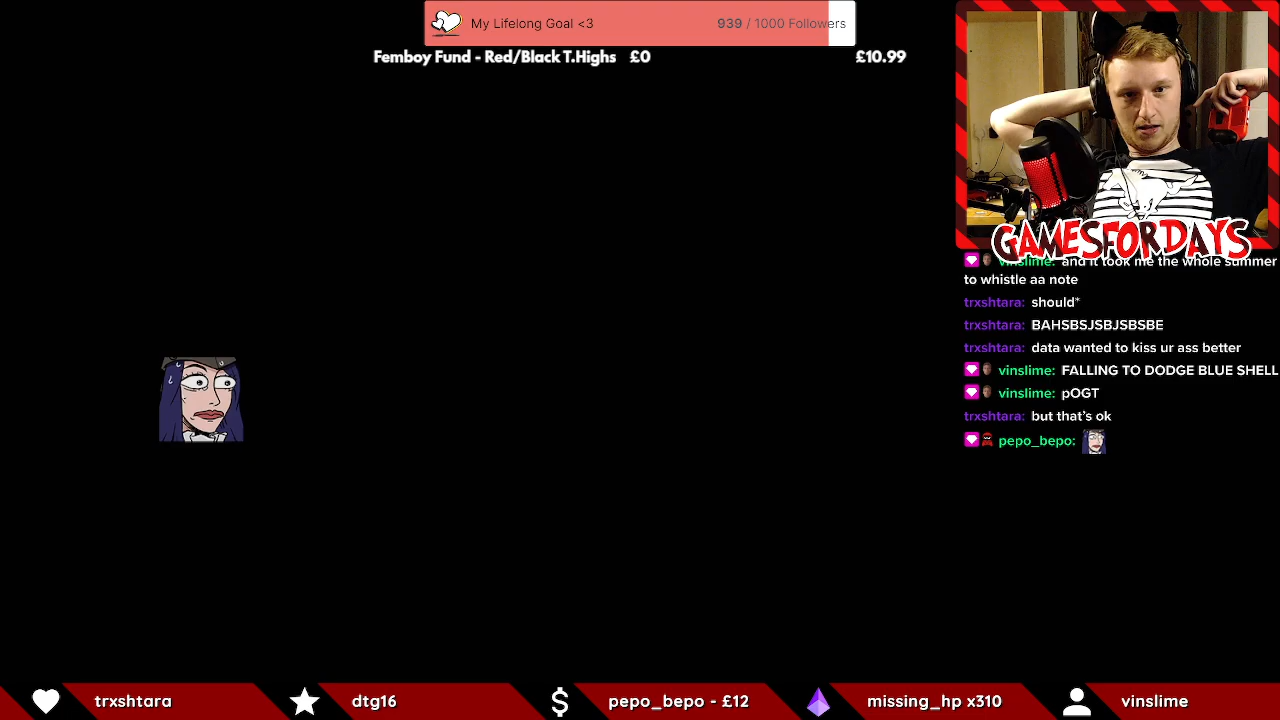 My Lifelong Goal <3 939 / 1000 Followers
Femboy Fund - Red/Black T.Highs £0 £10.99
GAMESFORDAYS
vinslime: and it took me the whole summer
to whistle aa note
trxshtara: should*
trxshtara: BAHSBSJSBJSBSBE
trxshtara: data wanted to kiss ur ass better
vinslime: FALLING TO DODGE BLUE SHELL
vinslime: pOGT
trxshtara: but that's ok
pepo_bepo:
trxshtara
dtg16
pepo_bepo - £12
missing_hp x310
vinslime